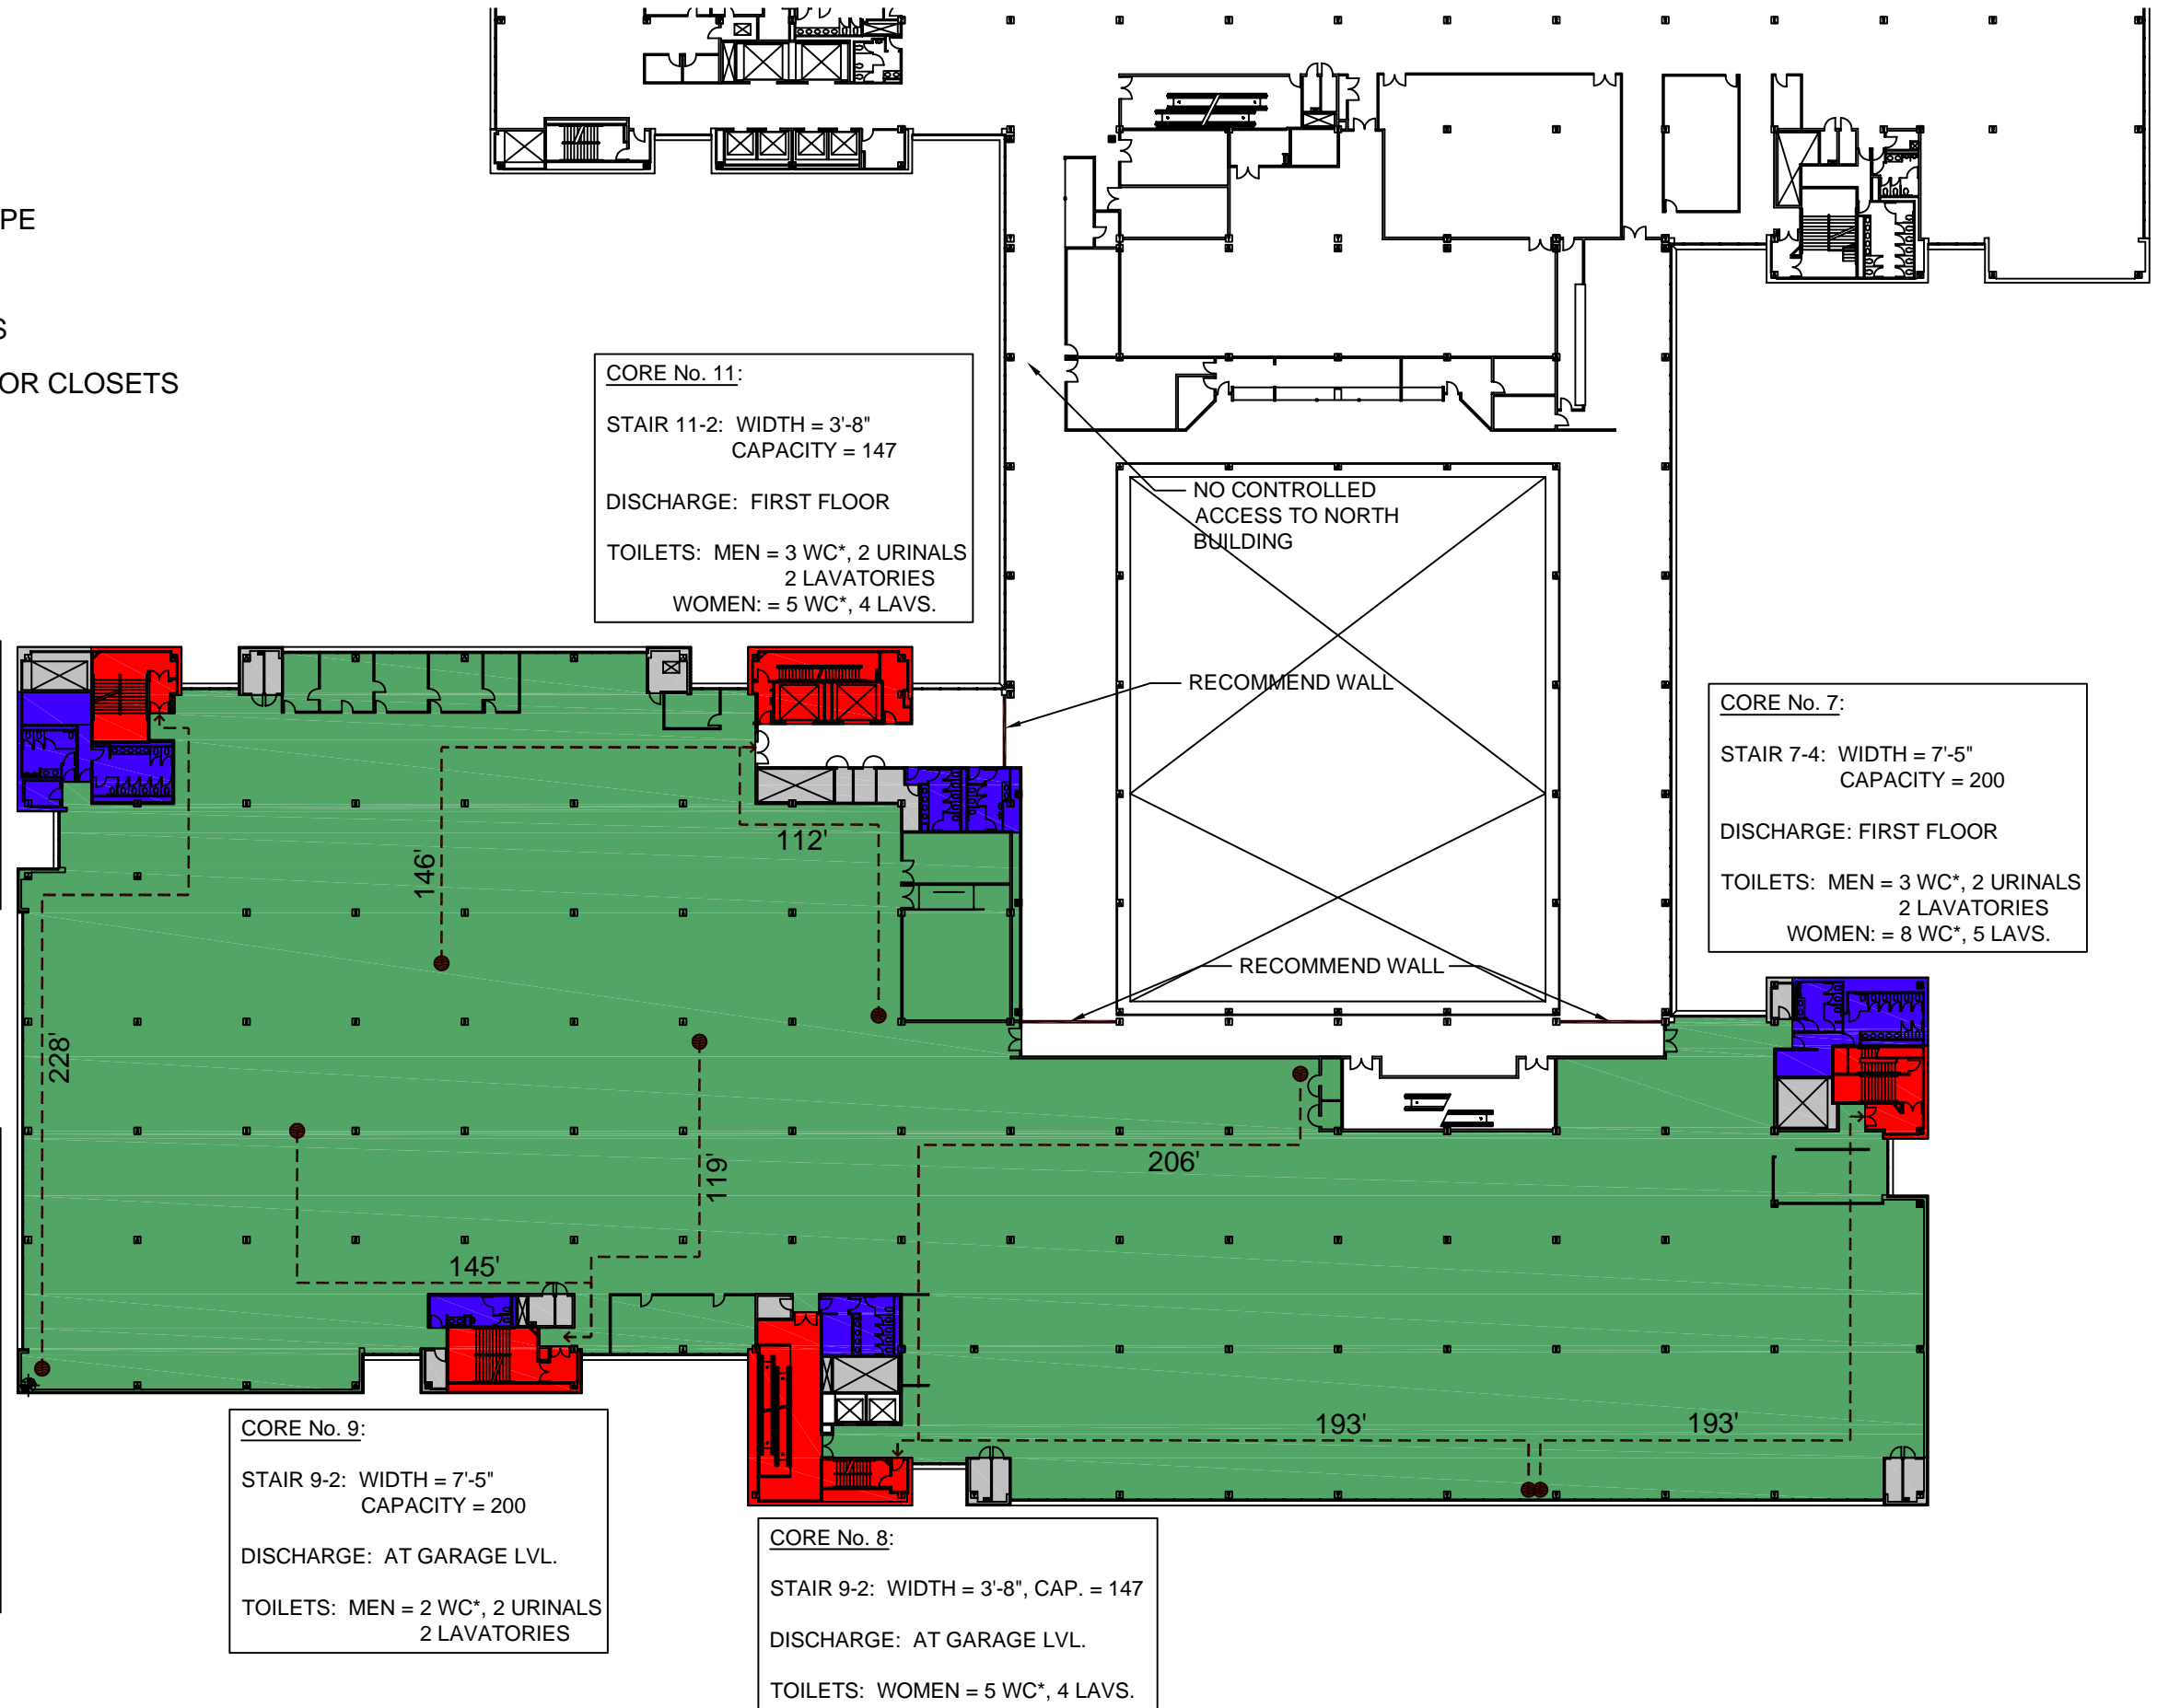 PE
S
OR CLOSETS
CORE No. 11:
STAIR 11-2: WIDTH = 3'-8"
CAPACITY = 147
DISCHARGE: FIRST FLOOR
TOILETS: MEN = 3 WC*, 2 URINALS
2 LAVATORIES
WOMEN: = 5 WC*, 4 LAVS.
NO CONTROLLED
ACCESS TO NORTH
BUILDING
RECOMMEND WALL
CORE No. 7:
STAIR 7-4: WIDTH = 7'-5"
CAPACITY = 200
DISCHARGE: FIRST FLOOR
TOILETS: MEN = 3 WC*, 2 URINALS
2 LAVATORIES
WOMEN: = 8 WC*, 5 LAVS.
RECOMMEND WALL
146'
112'
228'
119'
206'
145'
193'
193'
CORE No. 9:
STAIR 9-2: WIDTH = 7'-5"
CAPACITY = 200
DISCHARGE: AT GARAGE LVL.
TOILETS: MEN = 2 WC*, 2 URINALS
2 LAVATORIES
CORE No. 8:
STAIR 9-2: WIDTH = 3'-8", CAP. = 147
DISCHARGE: AT GARAGE LVL.
TOILETS: WOMEN = 5 WC*, 4 LAVS.